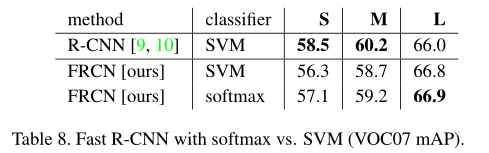 method classifier S M L
R-CNN [9, 10] SVM 58.5 60.2 66.0
FRCN [ours] SVM 56.3 58.7 66.8
FRCN [ours] softmax 57.1 59.2 66.9
Table 8. Fast R-CNN with softmax vs. SVM (VOC07 mAP).